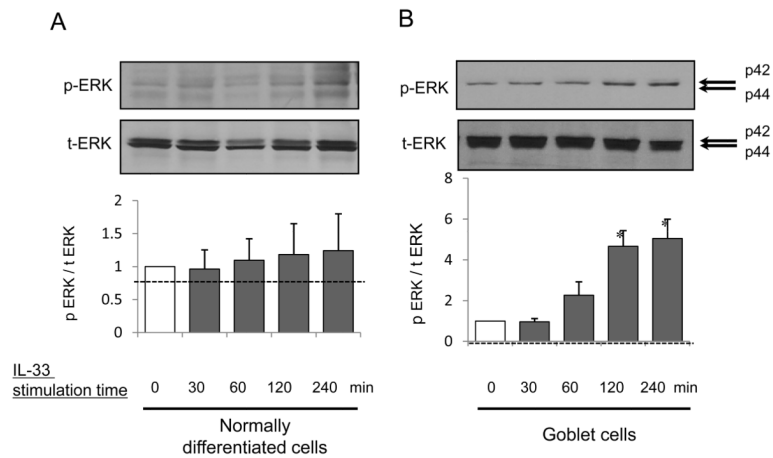 A
p-ERK
t-ERK
2
1.5
1
0.5
0
p ERK / t ERK
IL-33
stimulation time
0 30 60 120 240 min
Normally
differentiated cells
B
p-ERK
p42
p44
t-ERK
p42
p44
8
6
4
2
0
p ERK / t ERK
* *
0 30 60 120 240 min
Goblet cells